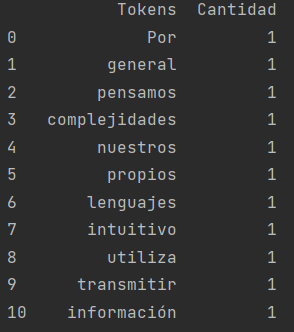 Tokens Cantidad
0 Por 1
1 general 1
2 pensamos 1
3 complejidades 1
4 nuestros 1
5 propios 1
6 lenguajes 1
7 intuitivo 1
8 utiliza 1
9 transmitir 1
10 información 1